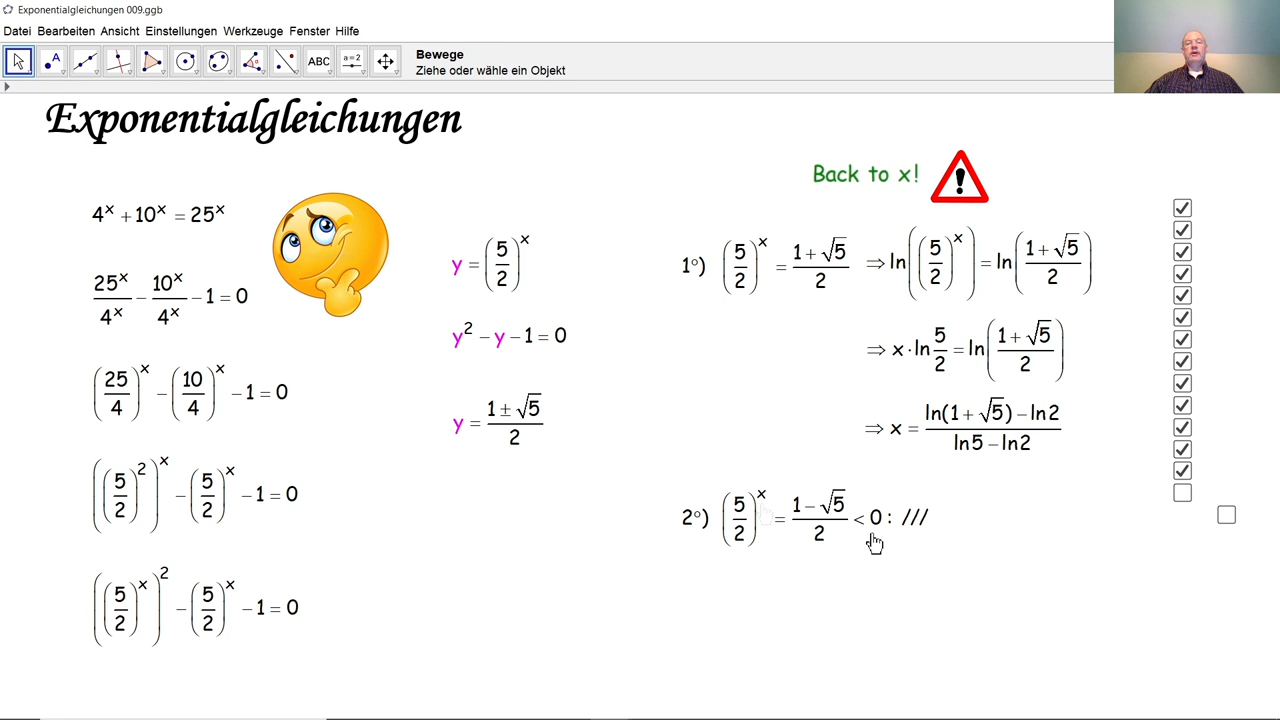 Exponentialgleichungen 009.ggb
Datei Bearbeiten Ansicht Einstellungen Werkzeuge Fenster Hilfe
ABC
a=2
Bewege
Ziehe oder wähle ein Objekt
Exponentialgleichungen
4^x + 10^x = 25^x
25^x/4^x − 10^x/4^x − 1 = 0
(25/4)^x − (10/4)^x − 1 = 0
((5/2)^2)^x − (5/2)^x − 1 = 0
((5/2)^x)^2 − (5/2)^x − 1 = 0
y = (5/2)^x
y^2 − y − 1 = 0
y = (1 ± √5)/2
Back to x!
1°) (5/2)^x = (1 + √5)/2 ⇒ ln((5/2)^x) = ln((1 + √5)/2)
⇒ x · ln 5/2 = ln((1 + √5)/2)
⇒ x = (ln(1 + √5) − ln2)/(ln5 − ln2)
2°) (5/2)^x = (1 − √5)/2 < 0 : ///